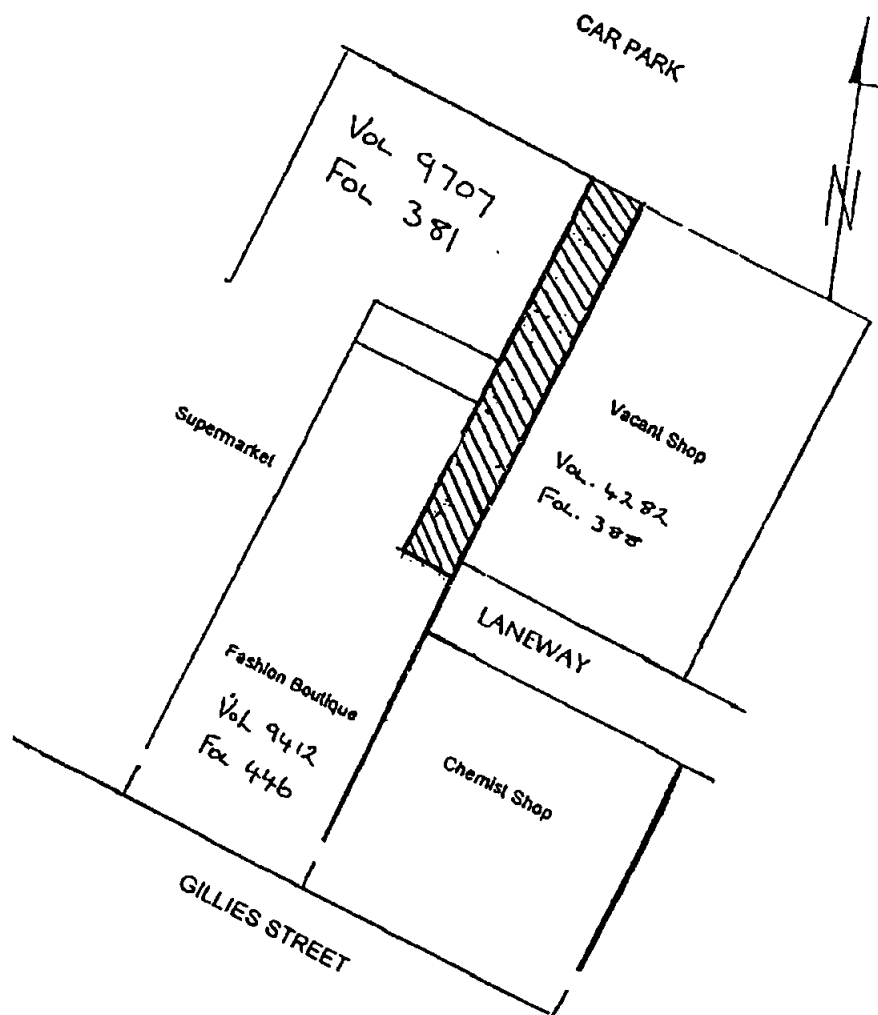 CAR PARK
N
Vol 9707
Fol 381
Vacant Shop
Vol. 4282
Fol. 388
Supermarket
LANEWAY
Fashion Boutique
Vol 9412
Fol 446
Chemist Shop
GILLIES STREET